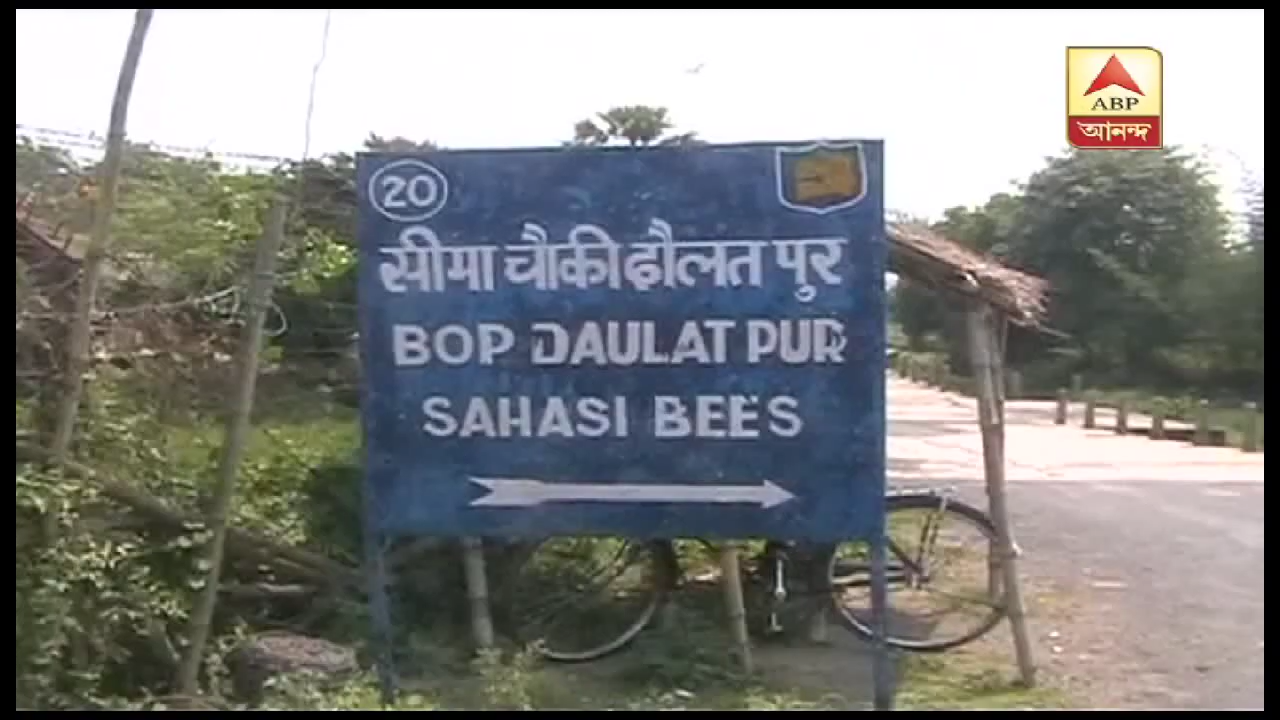 ABP
আনন্দ
20
सीमा चौकी दौलत पुर
BOP DAULAT PUR
SAHASI BEES